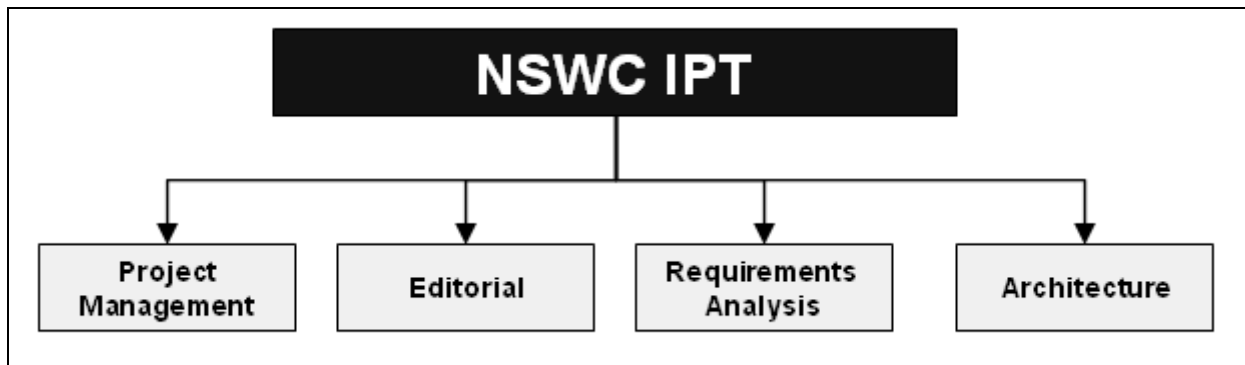 NSWC IPT
Project
Management
Editorial
Requirements
Analysis
Architecture